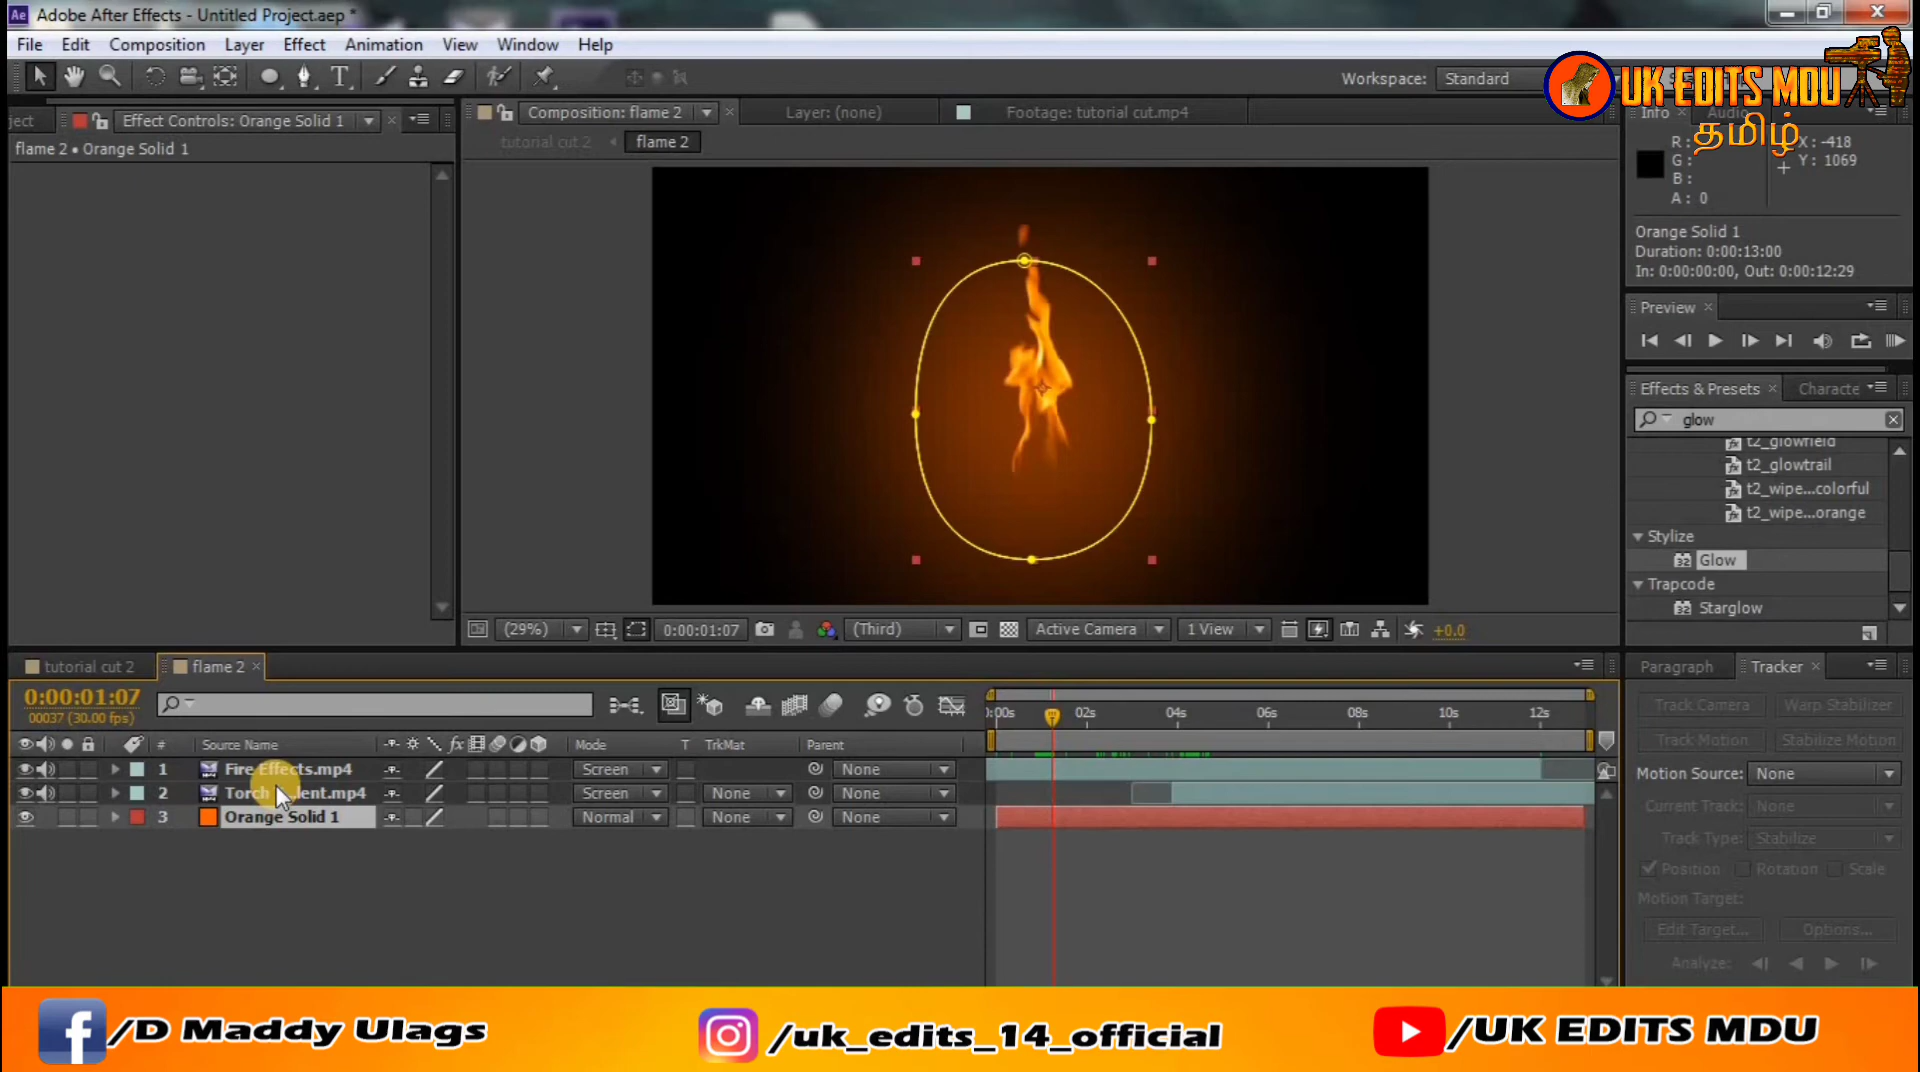 Ae Adobe After Effects - Untitled Project.aep *
File Edit Composition Layer Effect Animation View Window Help
Workspace: Standard
UK EDITS MDU
தமிழ்
ject Effect Controls: Orange Solid 1
Composition: flame 2 Layer: (none) Footage: tutorial cut.mp4
Info Audio
flame 2 • Orange Solid 1
tutorial cut 2 flame 2
R: X: -418
G: Y: 1069
B:
A: 0
Orange Solid 1
Duration: 0:00:13:00
In: 0:00:00:00, Out: 0:00:12:29
Preview
Effects & Presets Characte
glow
t2_glowfield
t2_glowtrail
t2_wipe...colorful
t2_wipe...orange
Stylize
32 Glow
Trapcode
32 Starglow
(29%) 0:00:01:07 (Third) Active Camera 1 View +0.0
tutorial cut 2 flame 2
Paragraph Tracker
0:00:01:07
00037 (30.00 fps)
:00s 02s 04s 06s 08s 10s 12s
Track Camera Warp Stabilizer
Track Motion Stabilize Motion
# Source Name fx Mode T TrkMat Parent
1 Fire Effects.mp4 Screen None
2 Torch lent.mp4 Screen None None
3 Orange Solid 1 Normal None None
Motion Source: None
Current Track: None
Track Type: Stabilize
Position Rotation Scale
Motion Target:
Edit Target... Options...
Analyze:
f /D Maddy Ulags
/uk_edits_14_official
/UK EDITS MDU